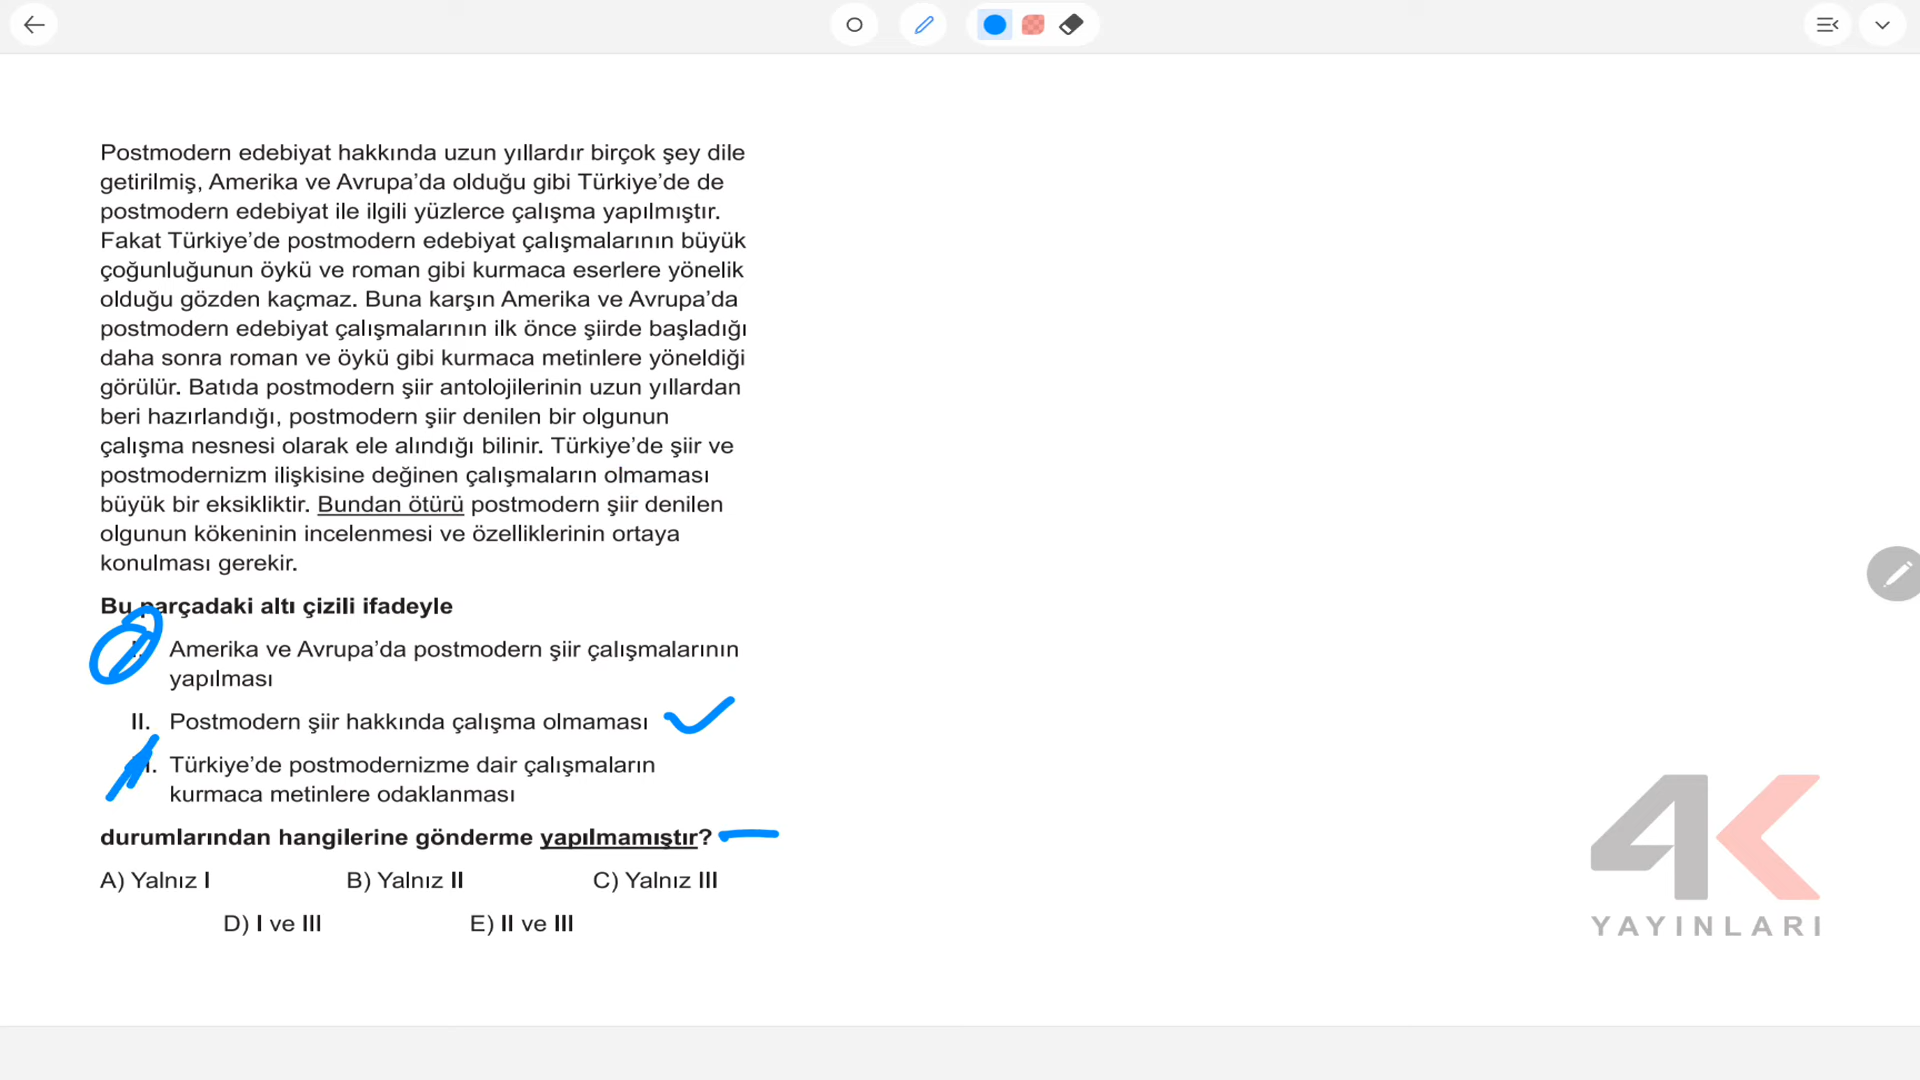 Postmodern edebiyat hakkında uzun yıllardır birçok şey dile
getirilmiş, Amerika ve Avrupa’da olduğu gibi Türkiye’de de
postmodern edebiyat ile ilgili yüzlerce çalışma yapılmıştır.
Fakat Türkiye’de postmodern edebiyat çalışmalarının büyük
çoğunluğunun öykü ve roman gibi kurmaca eserlere yönelik
olduğu gözden kaçmaz. Buna karşın Amerika ve Avrupa’da
postmodern edebiyat çalışmalarının ilk önce şiirde başladığı
daha sonra roman ve öykü gibi kurmaca metinlere yöneldiği
görülür. Batıda postmodern şiir antolojilerinin uzun yıllardan
beri hazırlandığı, postmodern şiir denilen bir olgunun
çalışma nesnesi olarak ele alındığı bilinir. Türkiye’de şiir ve
postmodernizm ilişkisine değinen çalışmaların olmaması
büyük bir eksikliktir. Bundan ötürü postmodern şiir denilen
olgunun kökeninin incelenmesi ve özelliklerinin ortaya
konulması gerekir.
Bu parçadaki altı çizili ifadeyle
I. Amerika ve Avrupa’da postmodern şiir çalışmalarının
yapılması
II. Postmodern şiir hakkında çalışma olmaması
III. Türkiye’de postmodernizme dair çalışmaların
kurmaca metinlere odaklanması
durumlarından hangilerine gönderme yapılmamıştır?
A) Yalnız I B) Yalnız II C) Yalnız III
D) I ve III E) II ve III
4K
YAYINLARI